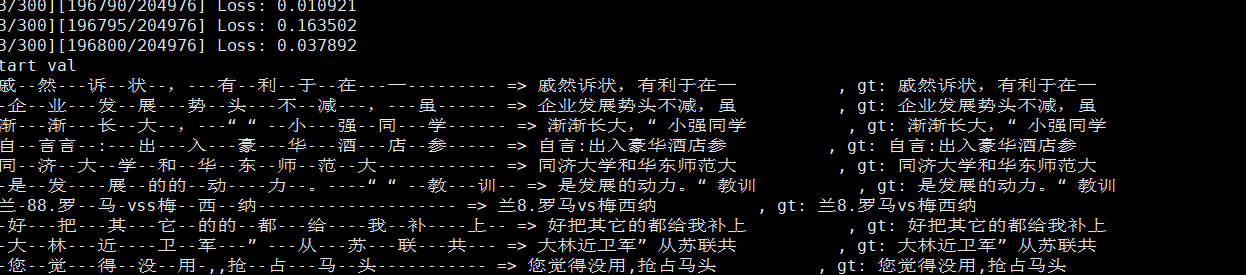 3/300][196790/204976] Loss: 0.010921
3/300][196795/204976] Loss: 0.163502
3/300][196800/204976] Loss: 0.037892
tart val
戚--然---诉--状--,---有--利--于--在---一---------- => 戚然诉状，有利于在一 , gt: 戚然诉状，有利于在一
-企--业---发--展--势--头---不--减---,---虽------ => 企业发展势头不减，虽 , gt: 企业发展势头不减，虽
渐---渐---长--大--,---“ “ --小---强--同---学------ => 渐渐长大，“ 小强同学 , gt: 渐渐长大，“ 小强同学
自--言言--:---出---入---豪---华---酒---店--参----- => 自言:出入豪华酒店参 , gt: 自言:出入豪华酒店参
同--济--大--学---和--华--东--师--范--大------------ => 同济大学和华东师范大 , gt: 同济大学和华东师范大
-是--发----展--的的--动----力--。----“ “ --教---训-- => 是发展的动力。“ 教训 , gt: 是发展的动力。“ 教训
兰-88.罗--马-vss梅--西--纳-------------------- => 兰8.罗马vs梅西纳 , gt: 兰8.罗马vs梅西纳
-好---把---其---它--的的--都---给----我--补----上-- => 好把其它的都给我补上 , gt: 好把其它的都给我补上
-大--林---近----卫--军---” ---从---苏---联---共--- => 大林近卫军” 从苏联共 , gt: 大林近卫军” 从苏联共
-您--觉---得--没--用-,,抢--占---马--头----------- => 您觉得没用,抢占马头 , gt: 您觉得没用,抢占马头